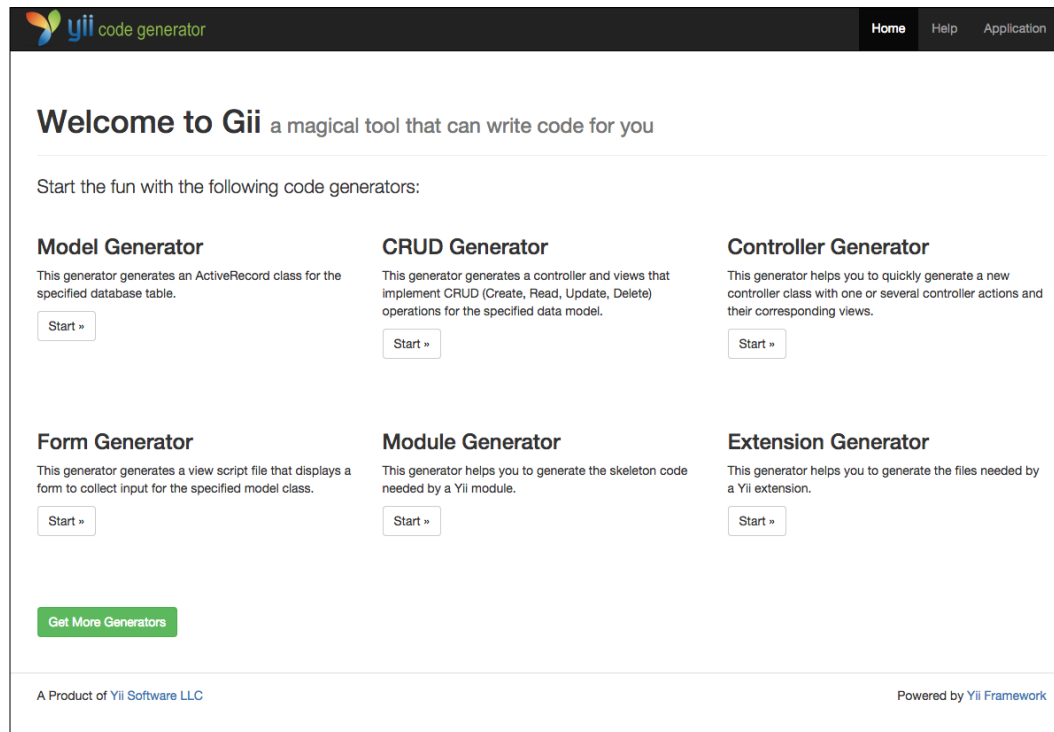 yii code generator
Home Help Application
Welcome to Gii a magical tool that can write code for you
Start the fun with the following code generators:
Model Generator
This generator generates an ActiveRecord class for the
specified database table.
Start »
CRUD Generator
This generator generates a controller and views that
implement CRUD (Create, Read, Update, Delete)
operations for the specified data model.
Start »
Controller Generator
This generator helps you to quickly generate a new
controller class with one or several controller actions and
their corresponding views.
Start »
Form Generator
This generator generates a view script file that displays a
form to collect input for the specified model class.
Start »
Module Generator
This generator helps you to generate the skeleton code
needed by a Yii module.
Start »
Extension Generator
This generator helps you to generate the files needed by
a Yii extension.
Start »
Get More Generators
A Product of Yii Software LLC
Powered by Yii Framework